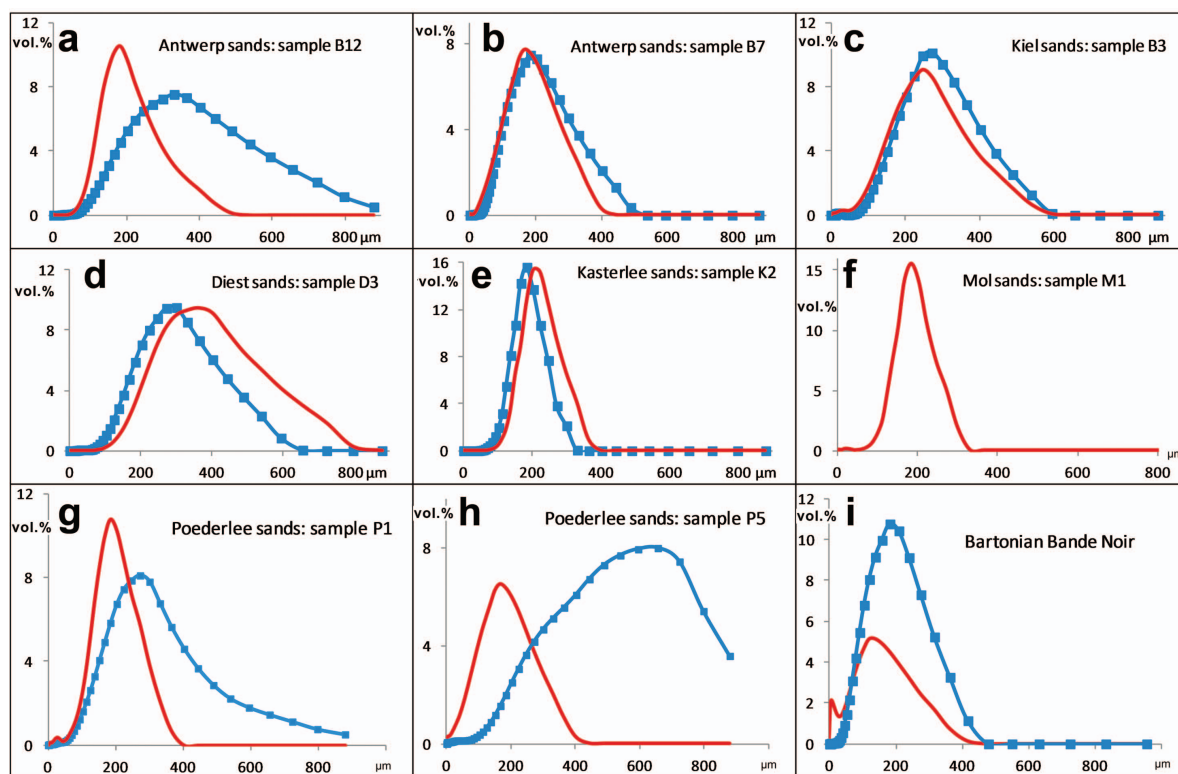 a
Antwerp sands: sample B12
vol.%
12
8
4
0
0 200 400 600 800 µm
b
Antwerp sands: sample B7
vol.%
8
4
0
0 200 400 600 800 µm
c
Kiel sands: sample B3
12
vol.%
8
4
0
0 200 400 600 800 µm
d
Diest sands: sample D3
12
vol.%
8
4
0
0 200 400 600 800 µm
e
Kasterlee sands: sample K2
16
vol.%
12
8
4
0
0 200 400 600 800 µm
f
Mol sands: sample M1
15
vol.%
10
5
0
0 200 400 600 800
µm
g
Poederlee sands: sample P1
12
vol.%
8
4
0
0 200 400 600 800 µm
h
Poederlee sands: sample P5
vol.%
8
4
0
0 200 400 600 800 µm
i
Bartonian Bande Noir
12
vol.%
10
8
6
4
2
0
0 200 400 600 800 µm